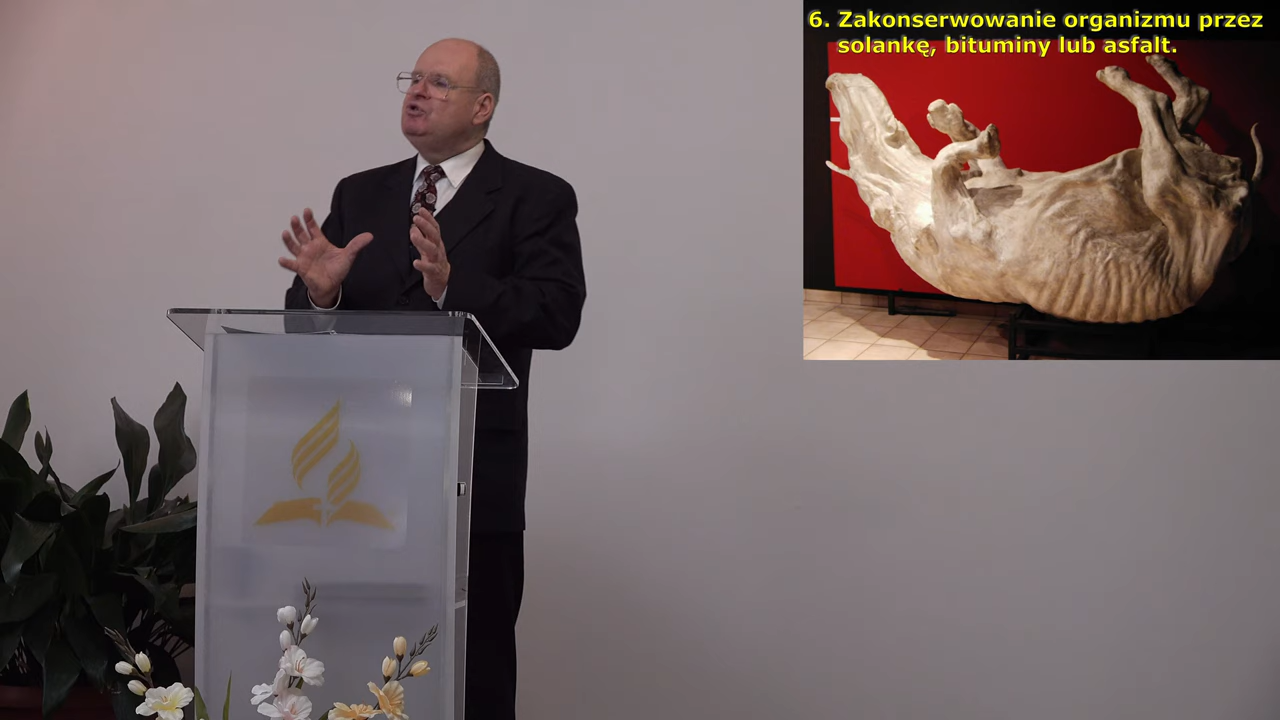 6. Zakonserwowanie organizmu przez
solankę, bituminy lub asfalt.